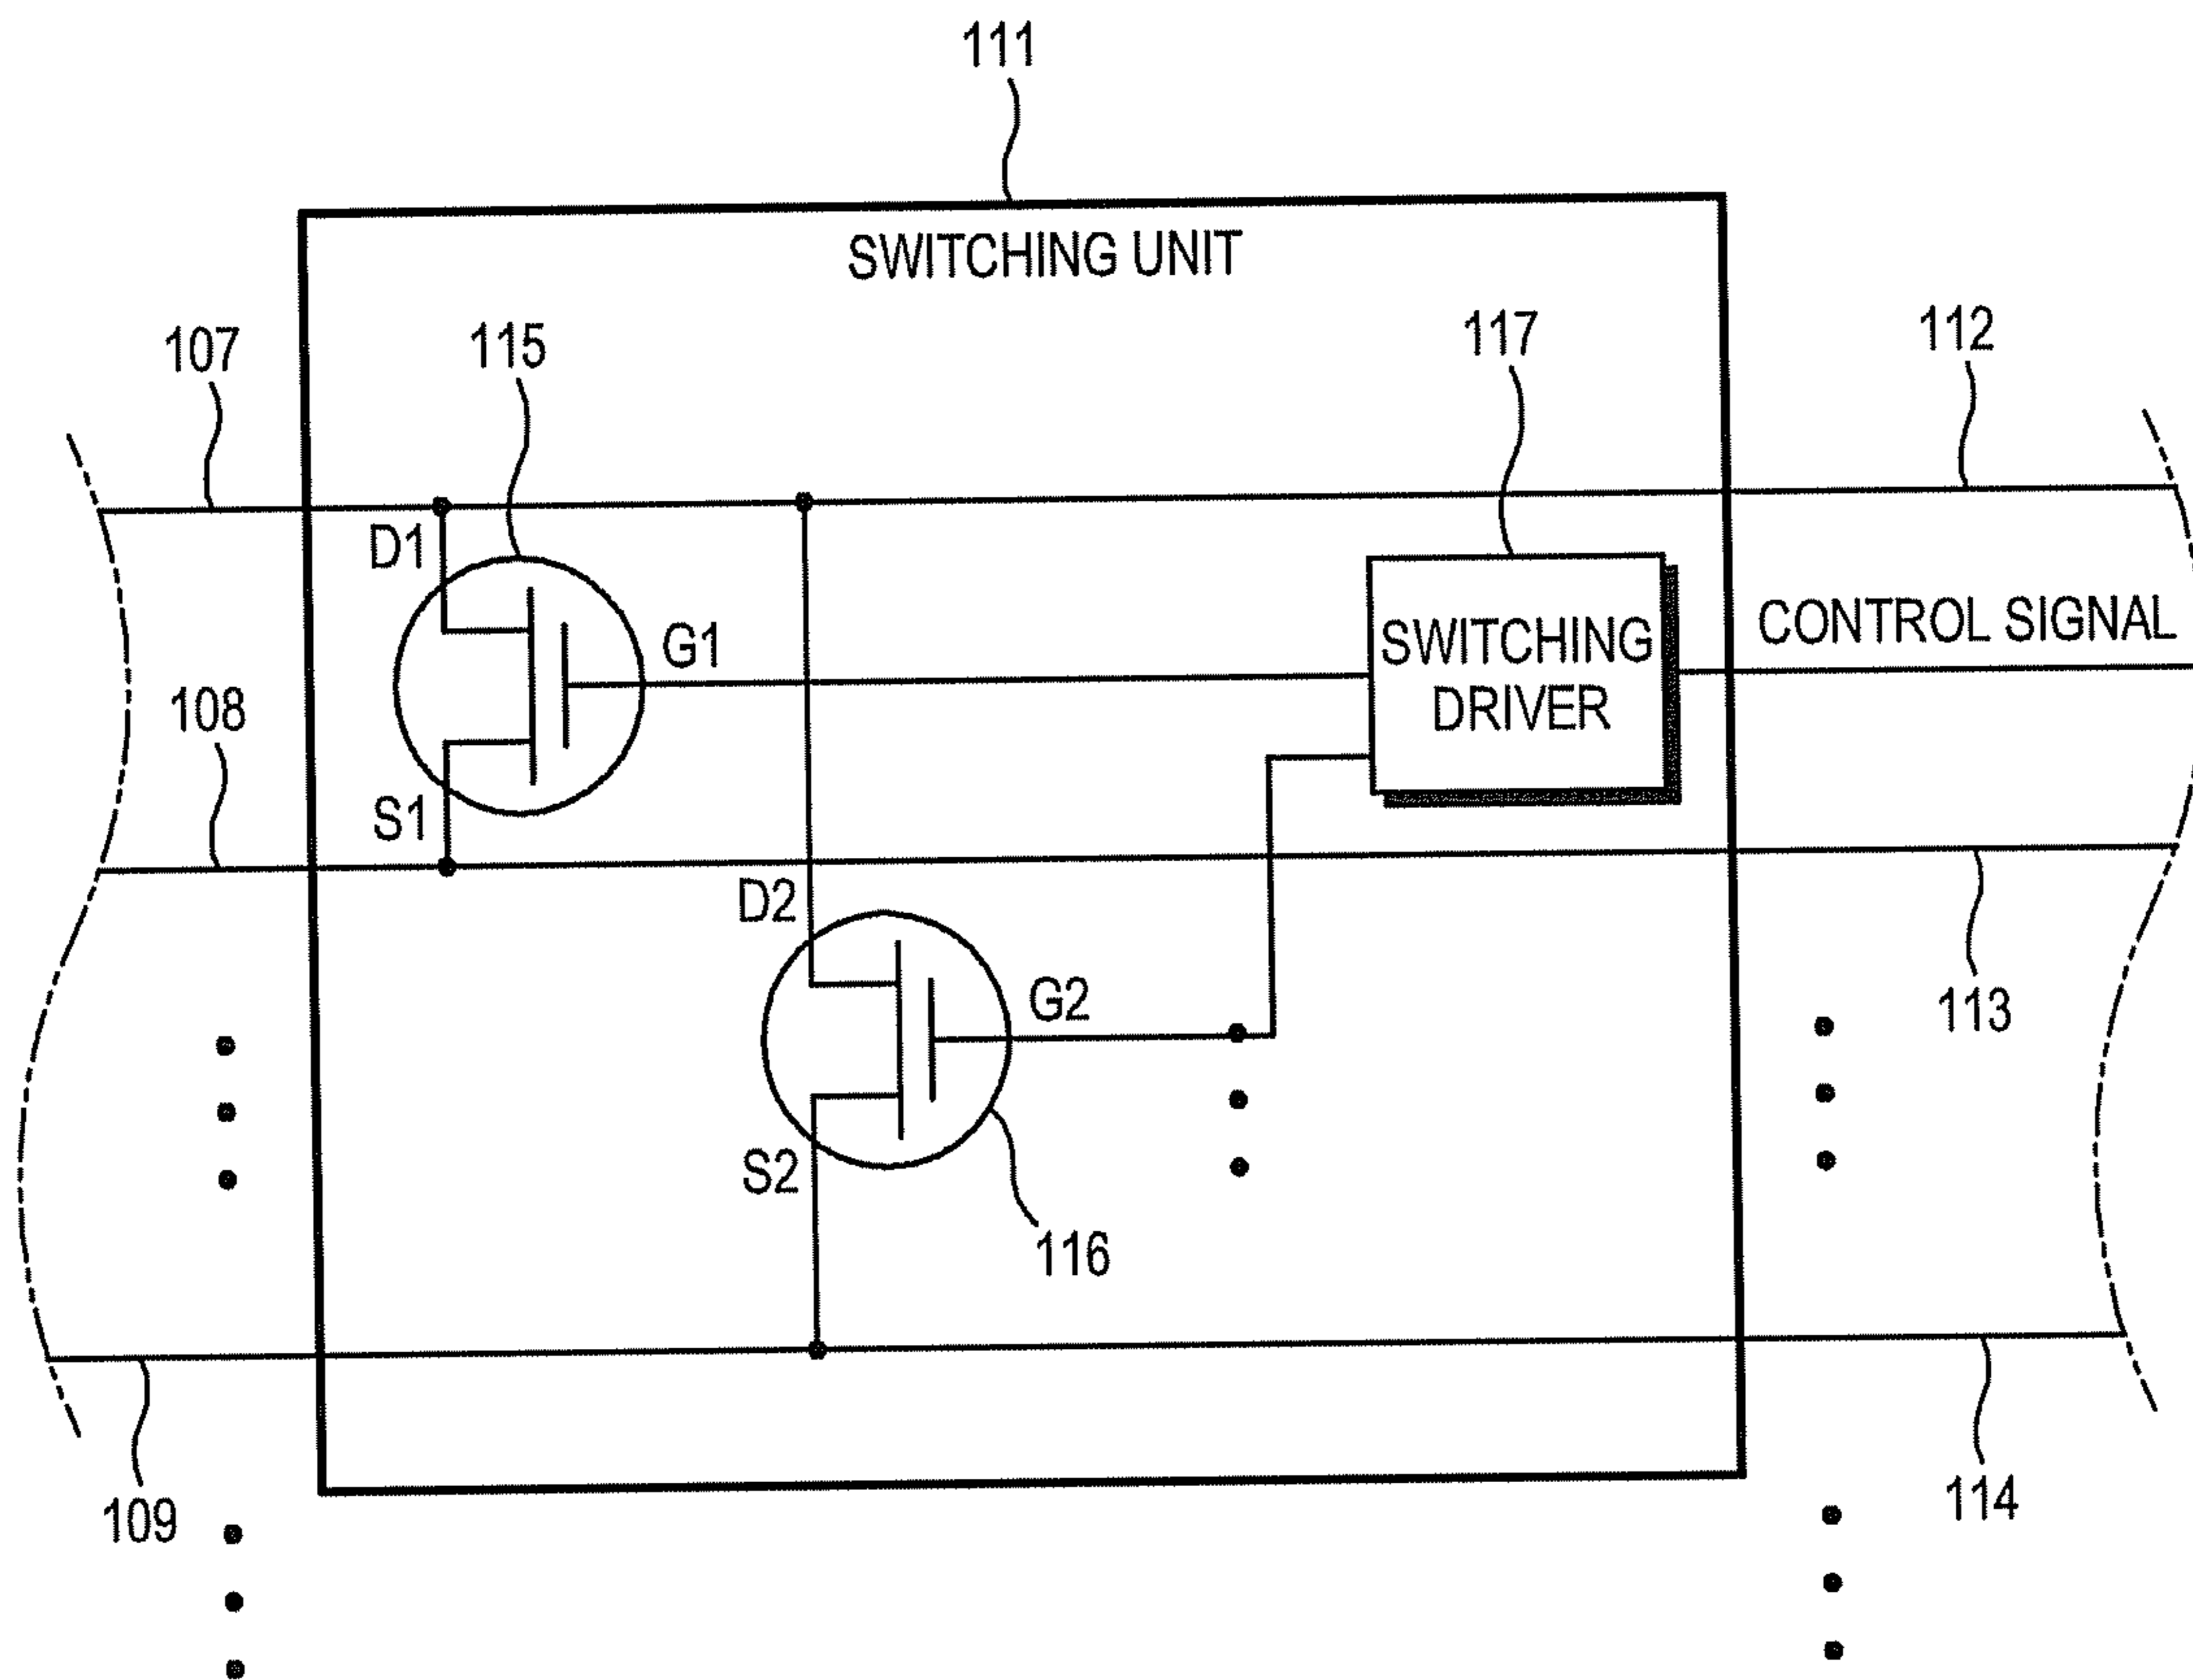 111
SWITCHING UNIT
107
115
117
112
D1
G1
SWITCHING
DRIVER
CONTROL SIGNAL
108
S1
D2
G2
113
S2
116
109
114